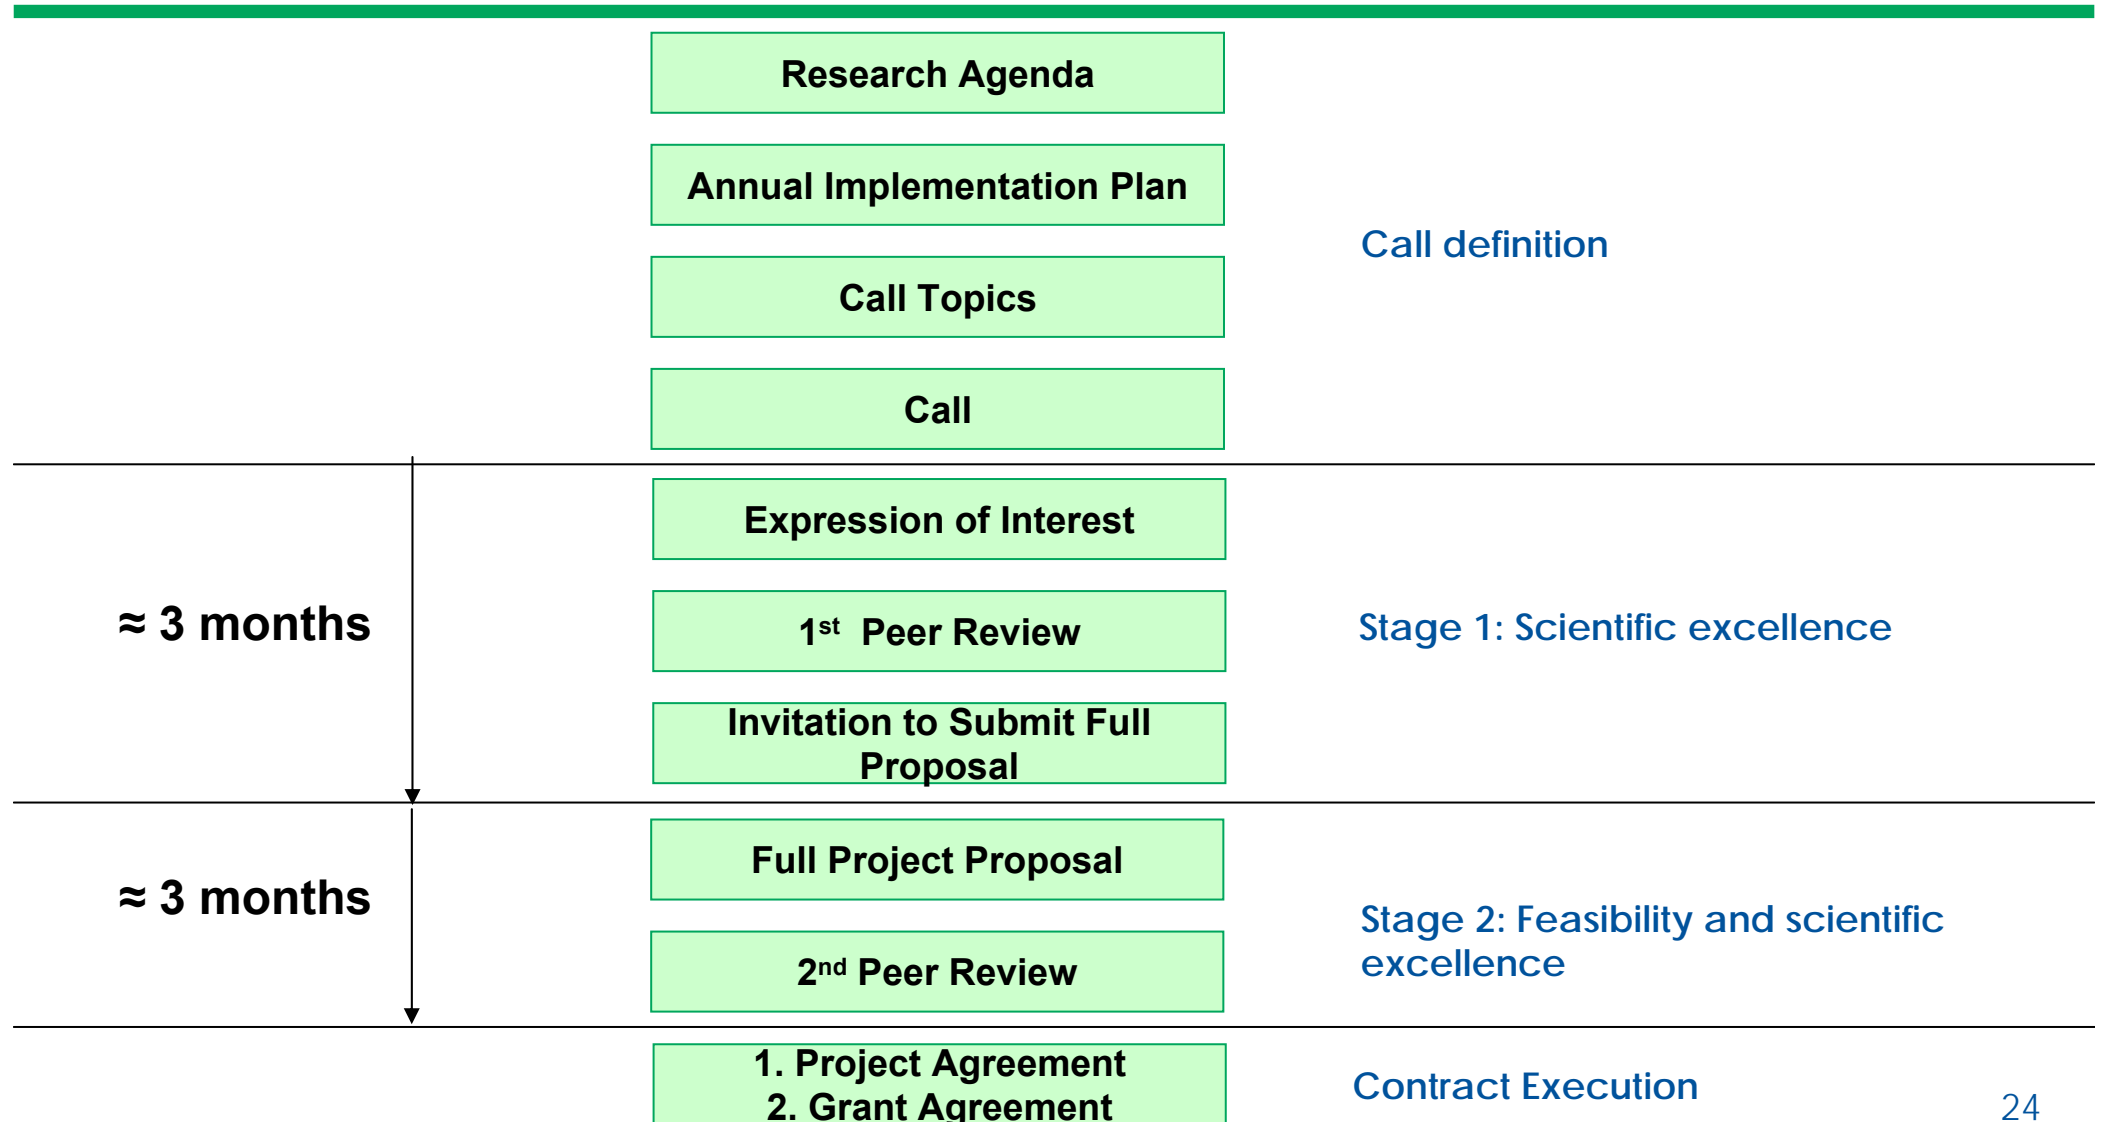 Research Agenda
Annual Implementation Plan
Call definition
Call Topics
Call
Expression of Interest
≈ 3 months
1st Peer Review
Stage 1: Scientific excellence
Invitation to Submit Full
Proposal
Full Project Proposal
≈ 3 months
Stage 2: Feasibility and scientific
excellence
2nd Peer Review
1. Project Agreement
2. Grant Agreement
Contract Execution
24